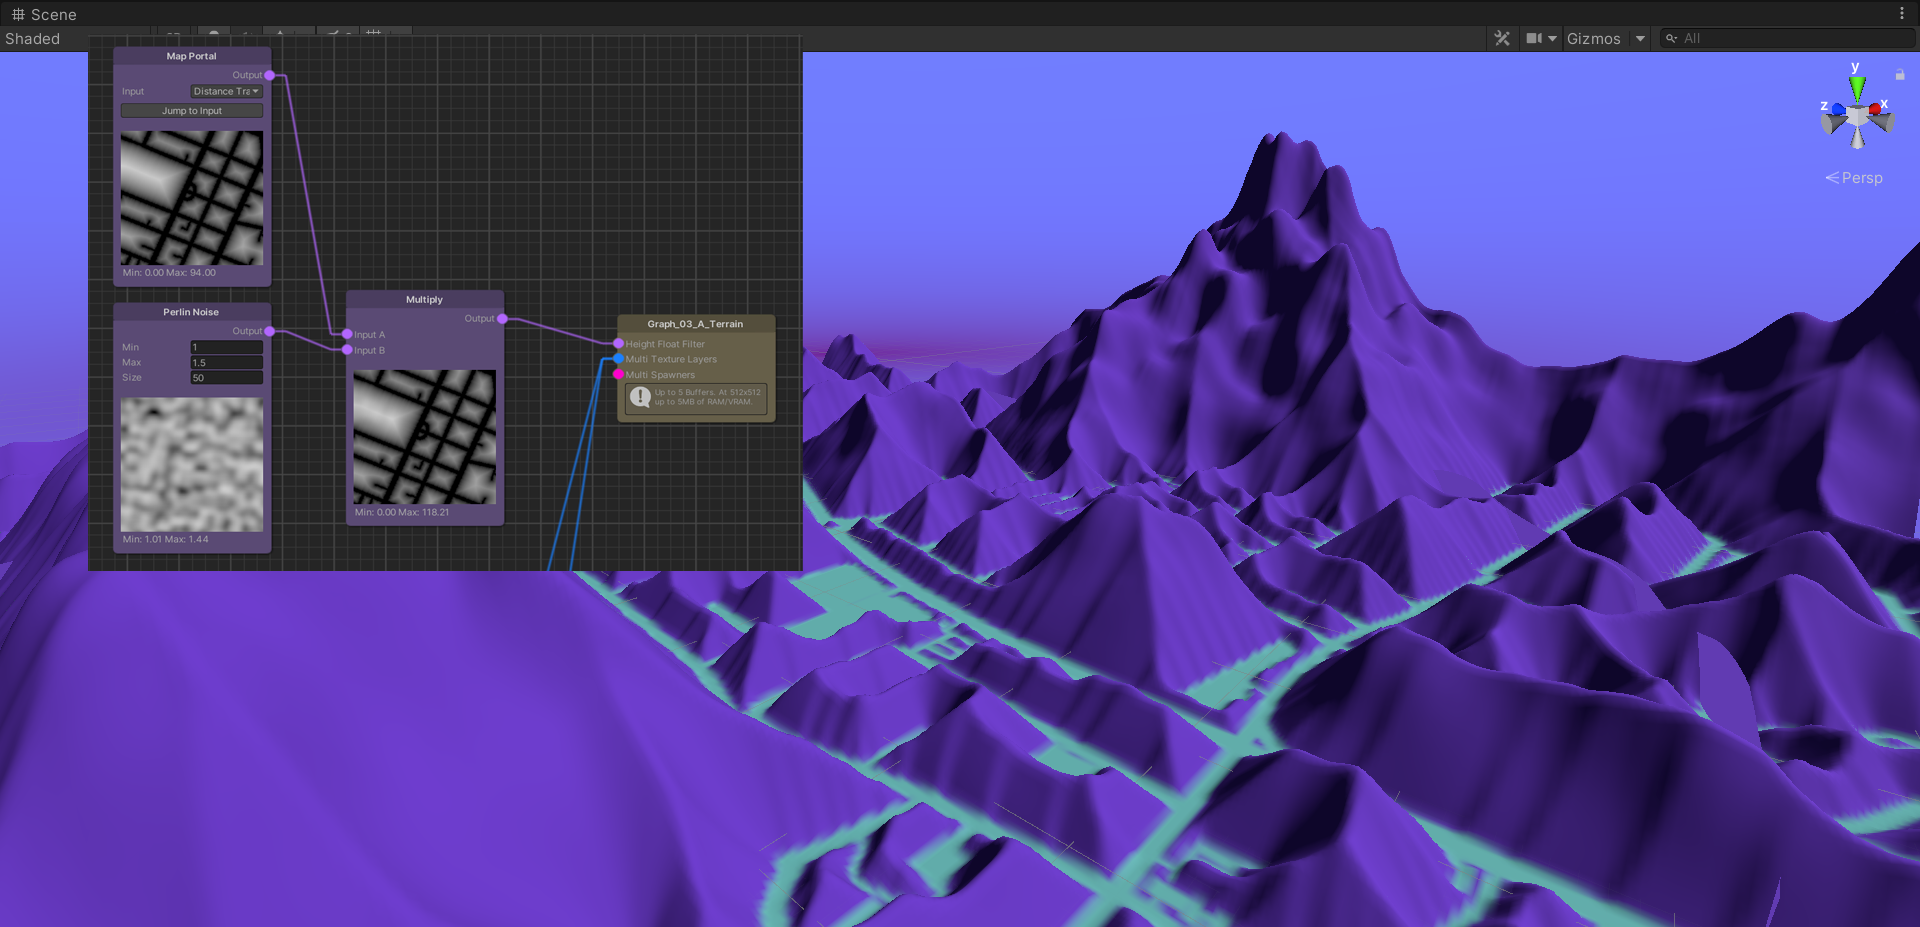 Scene
Shaded
Gizmos
All
Map Portal
Output
Input
Distance Tra
Jump to Input
Min: 0.00 Max: 94.00
Perlin Noise
Output
Min
1
Max
1.5
Size
50
Min: 1.01 Max: 1.44
Multiply
Output
Input A
Input B
Min: 0.00 Max: 118.21
Graph_03_A_Terrain
Height Float Filter
Multi Texture Layers
Multi Spawners
Up to 5 Buffers. At 512x512
up to 5MB of RAM/VRAM.
y
z
x
Persp